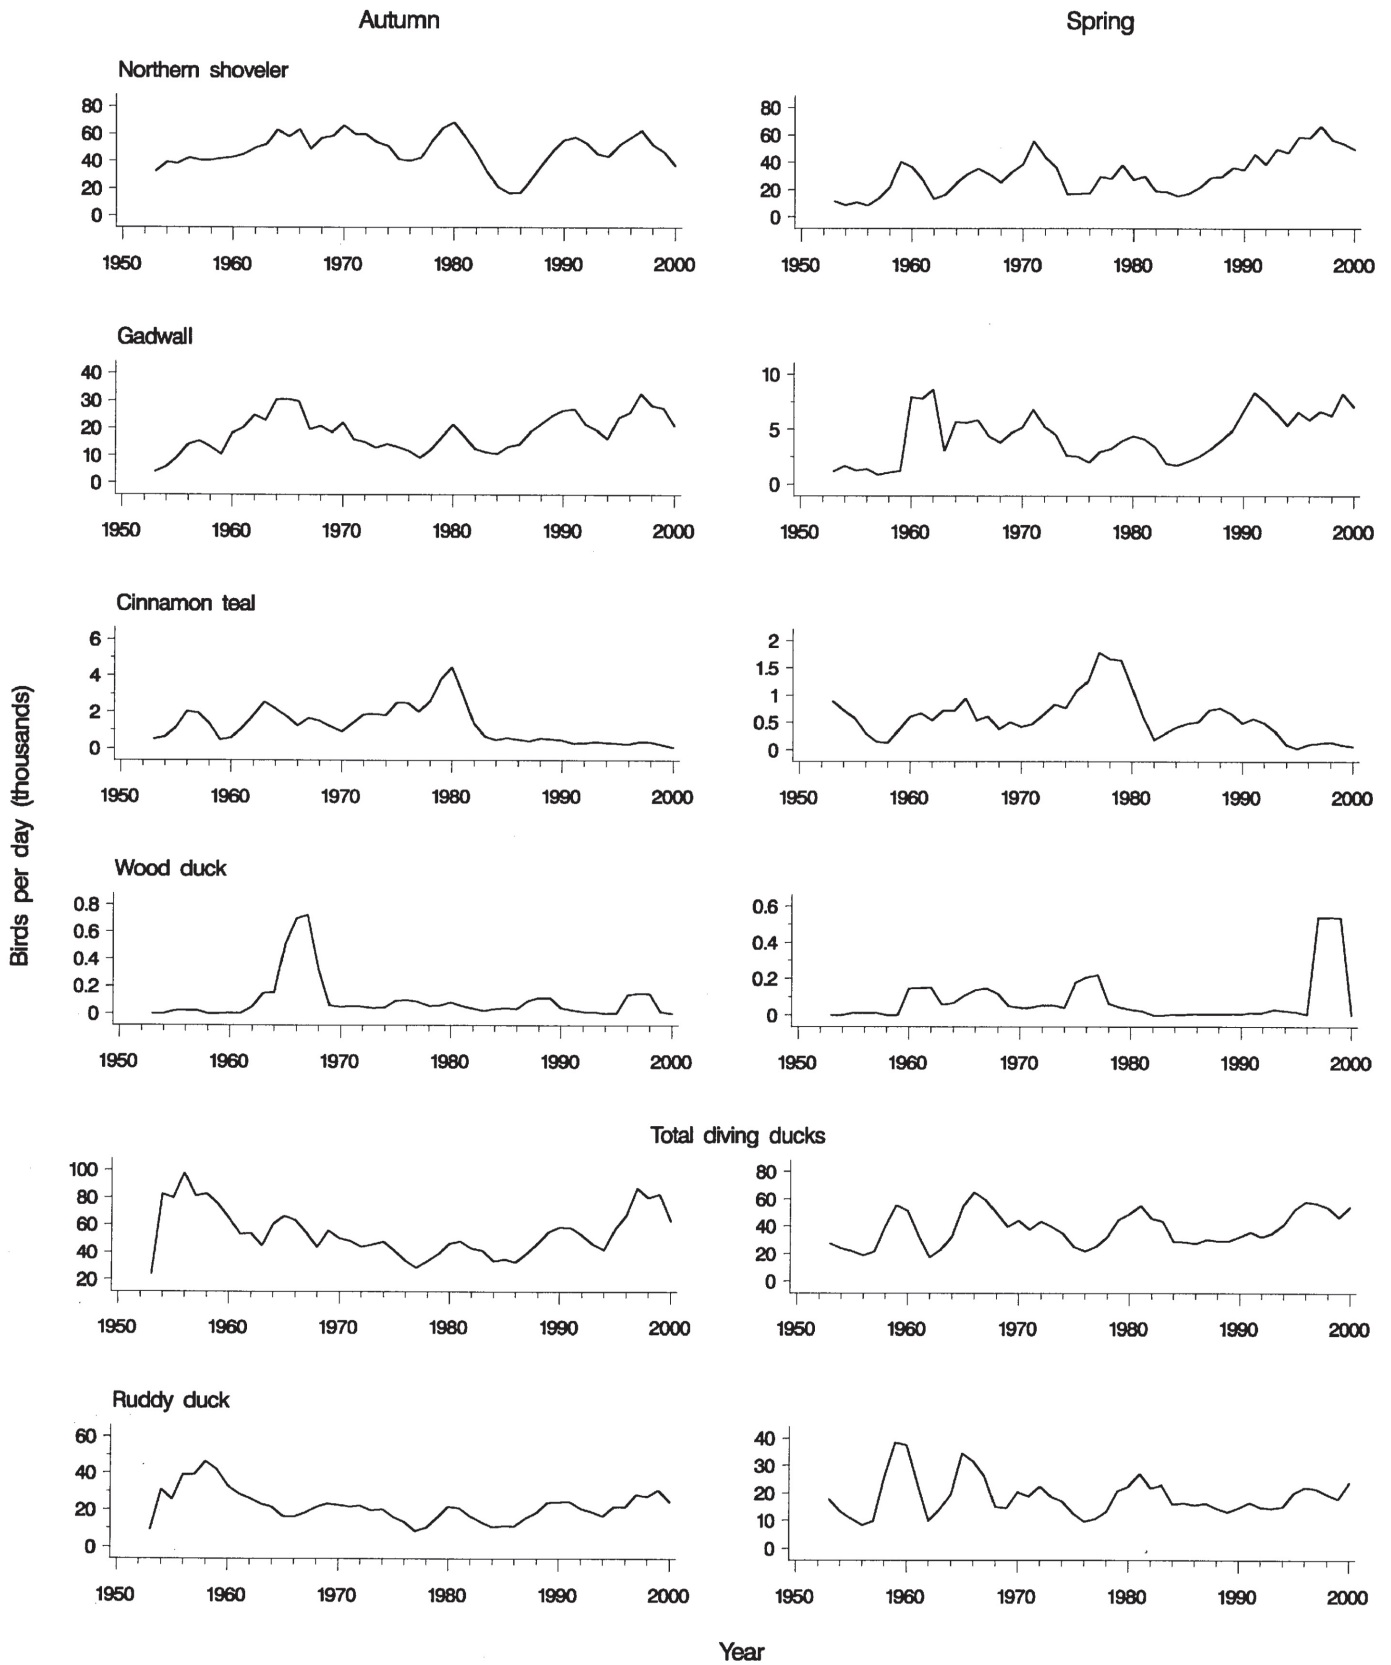 Autumn Spring
Northern shoveler
80
60
40
20
0
1950 1960 1970 1980 1990 2000
80
60
40
20
0
1950 1960 1970 1980 1990 2000
Gadwall
40
30
20
10
0
1950 1960 1970 1980 1990 2000
10
5
0
1950 1960 1970 1980 1990 2000
Cinnamon teal
6
4
2
0
1950 1960 1970 1980 1990 2000
2
1.5
1
0.5
0
1950 1960 1970 1980 1990 2000
Birds per day (thousands)
Wood duck
0.8
0.6
0.4
0.2
0
1950 1960 1970 1980 1990 2000
0.6
0.4
0.2
0
1950 1960 1970 1980 1990 2000
Total diving ducks
100
80
60
40
20
1950 1960 1970 1980 1990 2000
80
60
40
20
0
1950 1960 1970 1980 1990 2000
Ruddy duck
60
40
20
0
1950 1960 1970 1980 1990 2000
40
30
20
10
0
1950 1960 1970 1980 1990 2000
Year